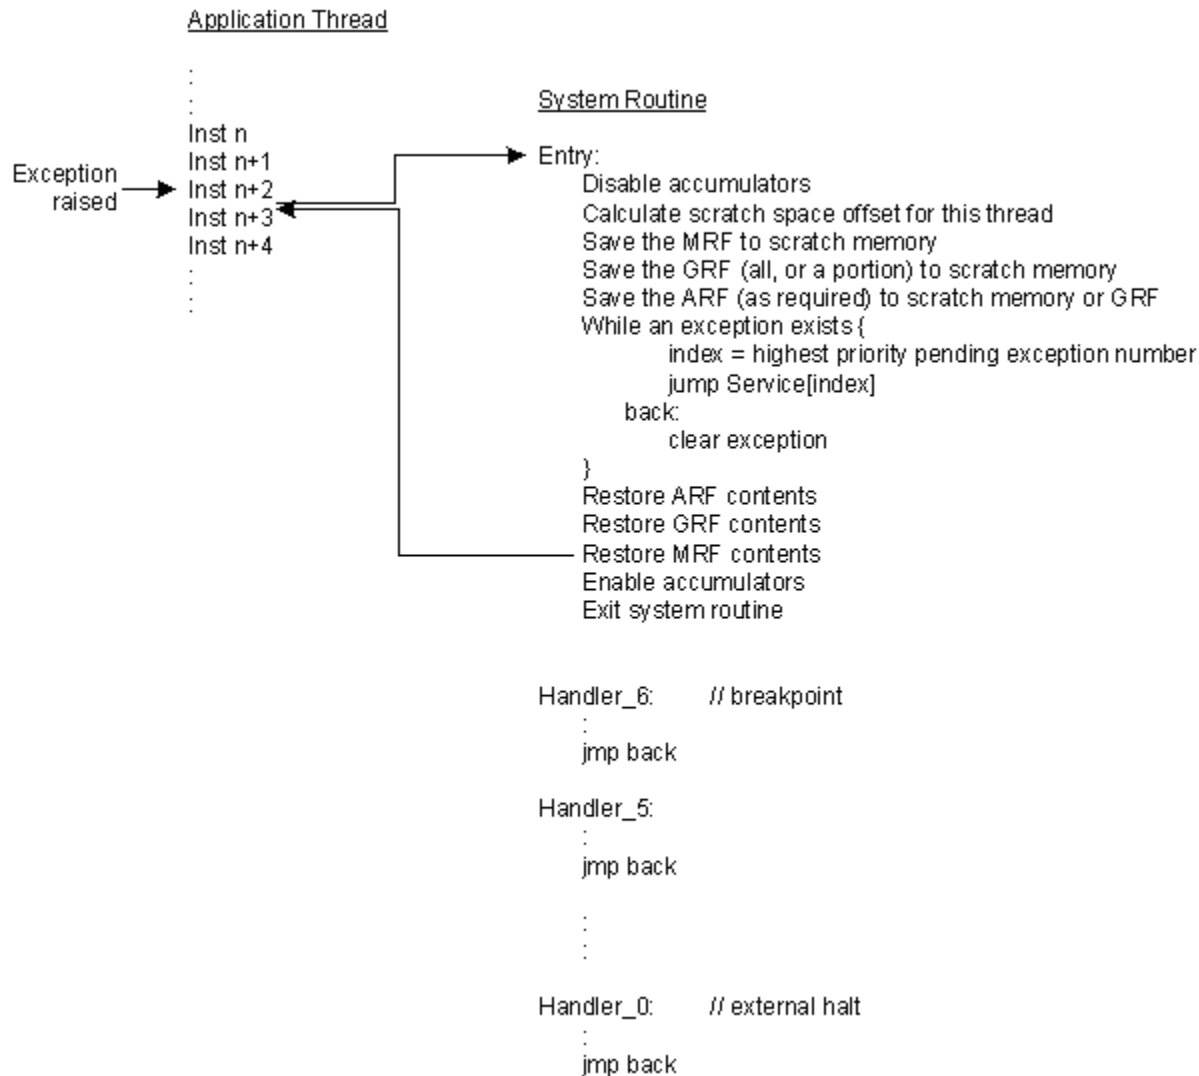 Application Thread
:
:
System Routine
Inst n
Inst n+1
Exception
raised
Inst n+2
Inst n+3
Inst n+4
:
:
Entry:
Disable accumulators
Calculate scratch space offset for this thread
Save the MRF to scratch memory
Save the GRF (all, or a portion) to scratch memory
Save the ARF (as required) to scratch memory or GRF
While an exception exists {
index = highest priority pending exception number
jump Service[index]
back:
clear exception
}
Restore ARF contents
Restore GRF contents
Restore MRF contents
Enable accumulators
Exit system routine
Handler_6: // breakpoint
:
jmp back
Handler_5:
:
jmp back
:
:
Handler_0: // external halt
:
jmp back